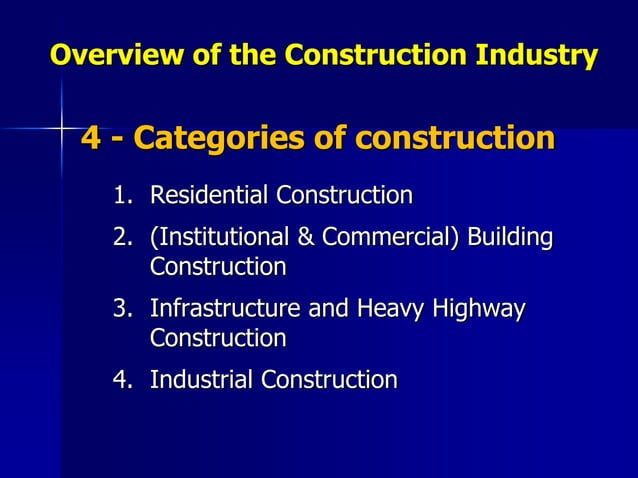 Overview of the Construction Industry
4 - Categories of construction
1. Residential Construction
2. (Institutional & Commercial) Building
Construction
3. Infrastructure and Heavy Highway
Construction
4. Industrial Construction